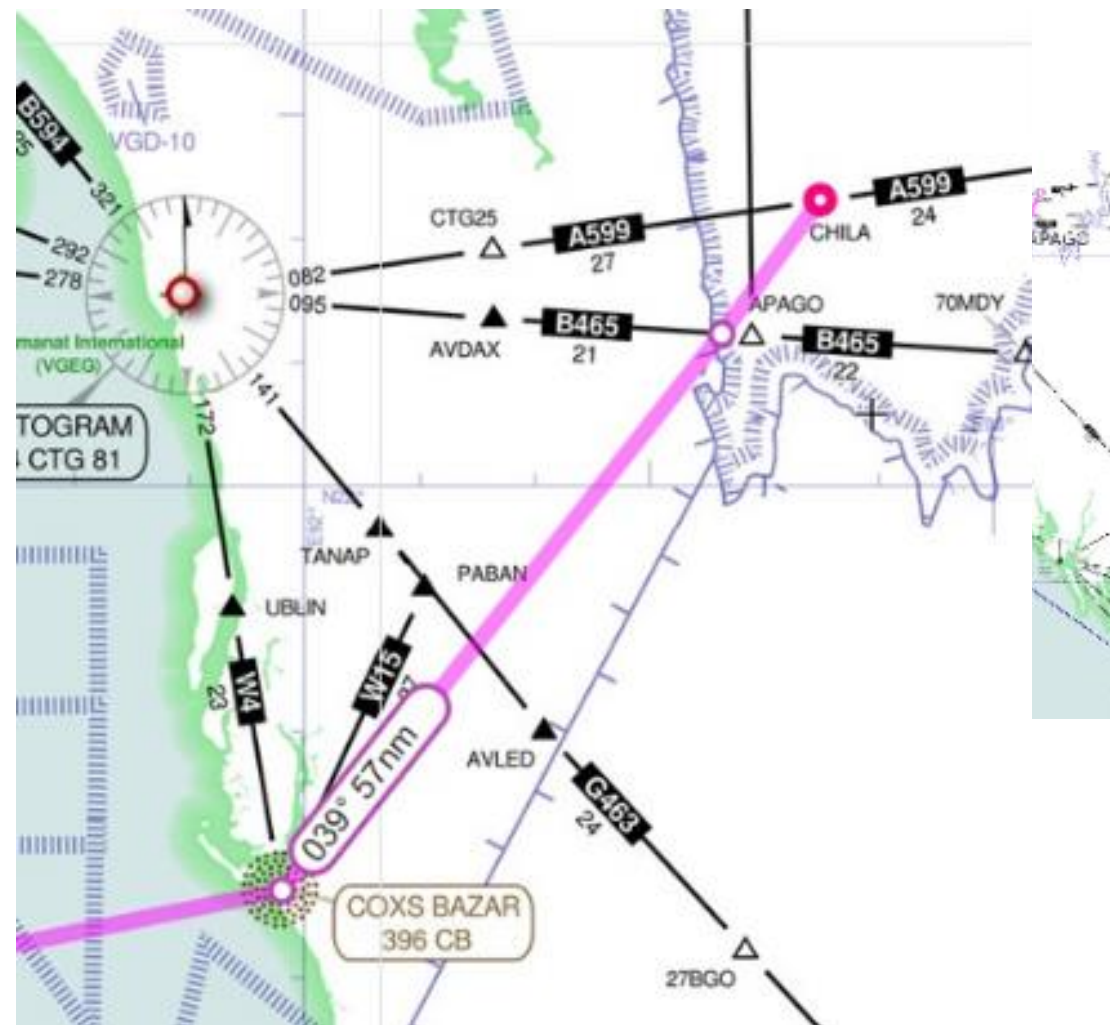 B594
VGD-10
321
292
278
CTG25
082
A599
27
CHILA
A599
24
095
AVDAX
B465
21
APAGO
B465
22
70MDY
APAGO
manat International
(VGEG)
TOGRAM
CTG 81
172
141
TANAP
PABAN
UBLIN
W4
23
W15
039° 57nm
AVLED
G463
24
COXS BAZAR
396 CB
27BGO